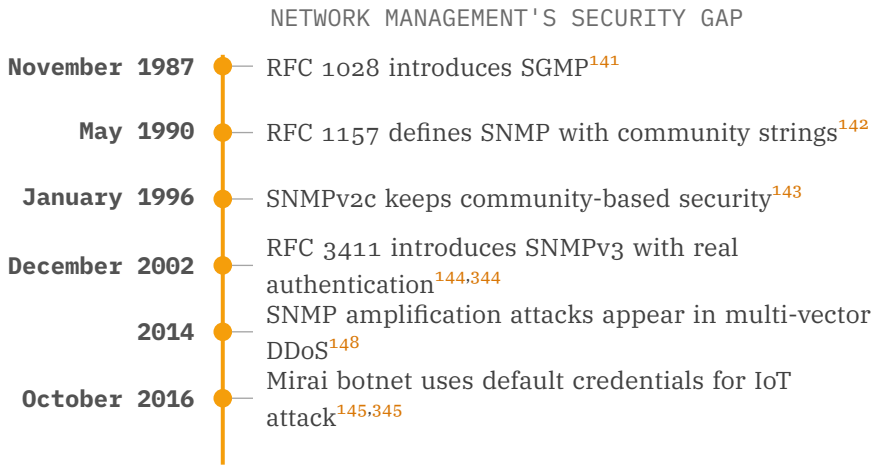 NETWORK MANAGEMENT'S SECURITY GAP
November 1987 RFC 1028 introduces SGMP141
May 1990 RFC 1157 defines SNMP with community strings142
January 1996 SNMPv2c keeps community-based security143
December 2002 RFC 3411 introduces SNMPv3 with real
authentication144,344
2014 SNMP amplification attacks appear in multi-vector
DDoS148
October 2016 Mirai botnet uses default credentials for IoT
attack145,345